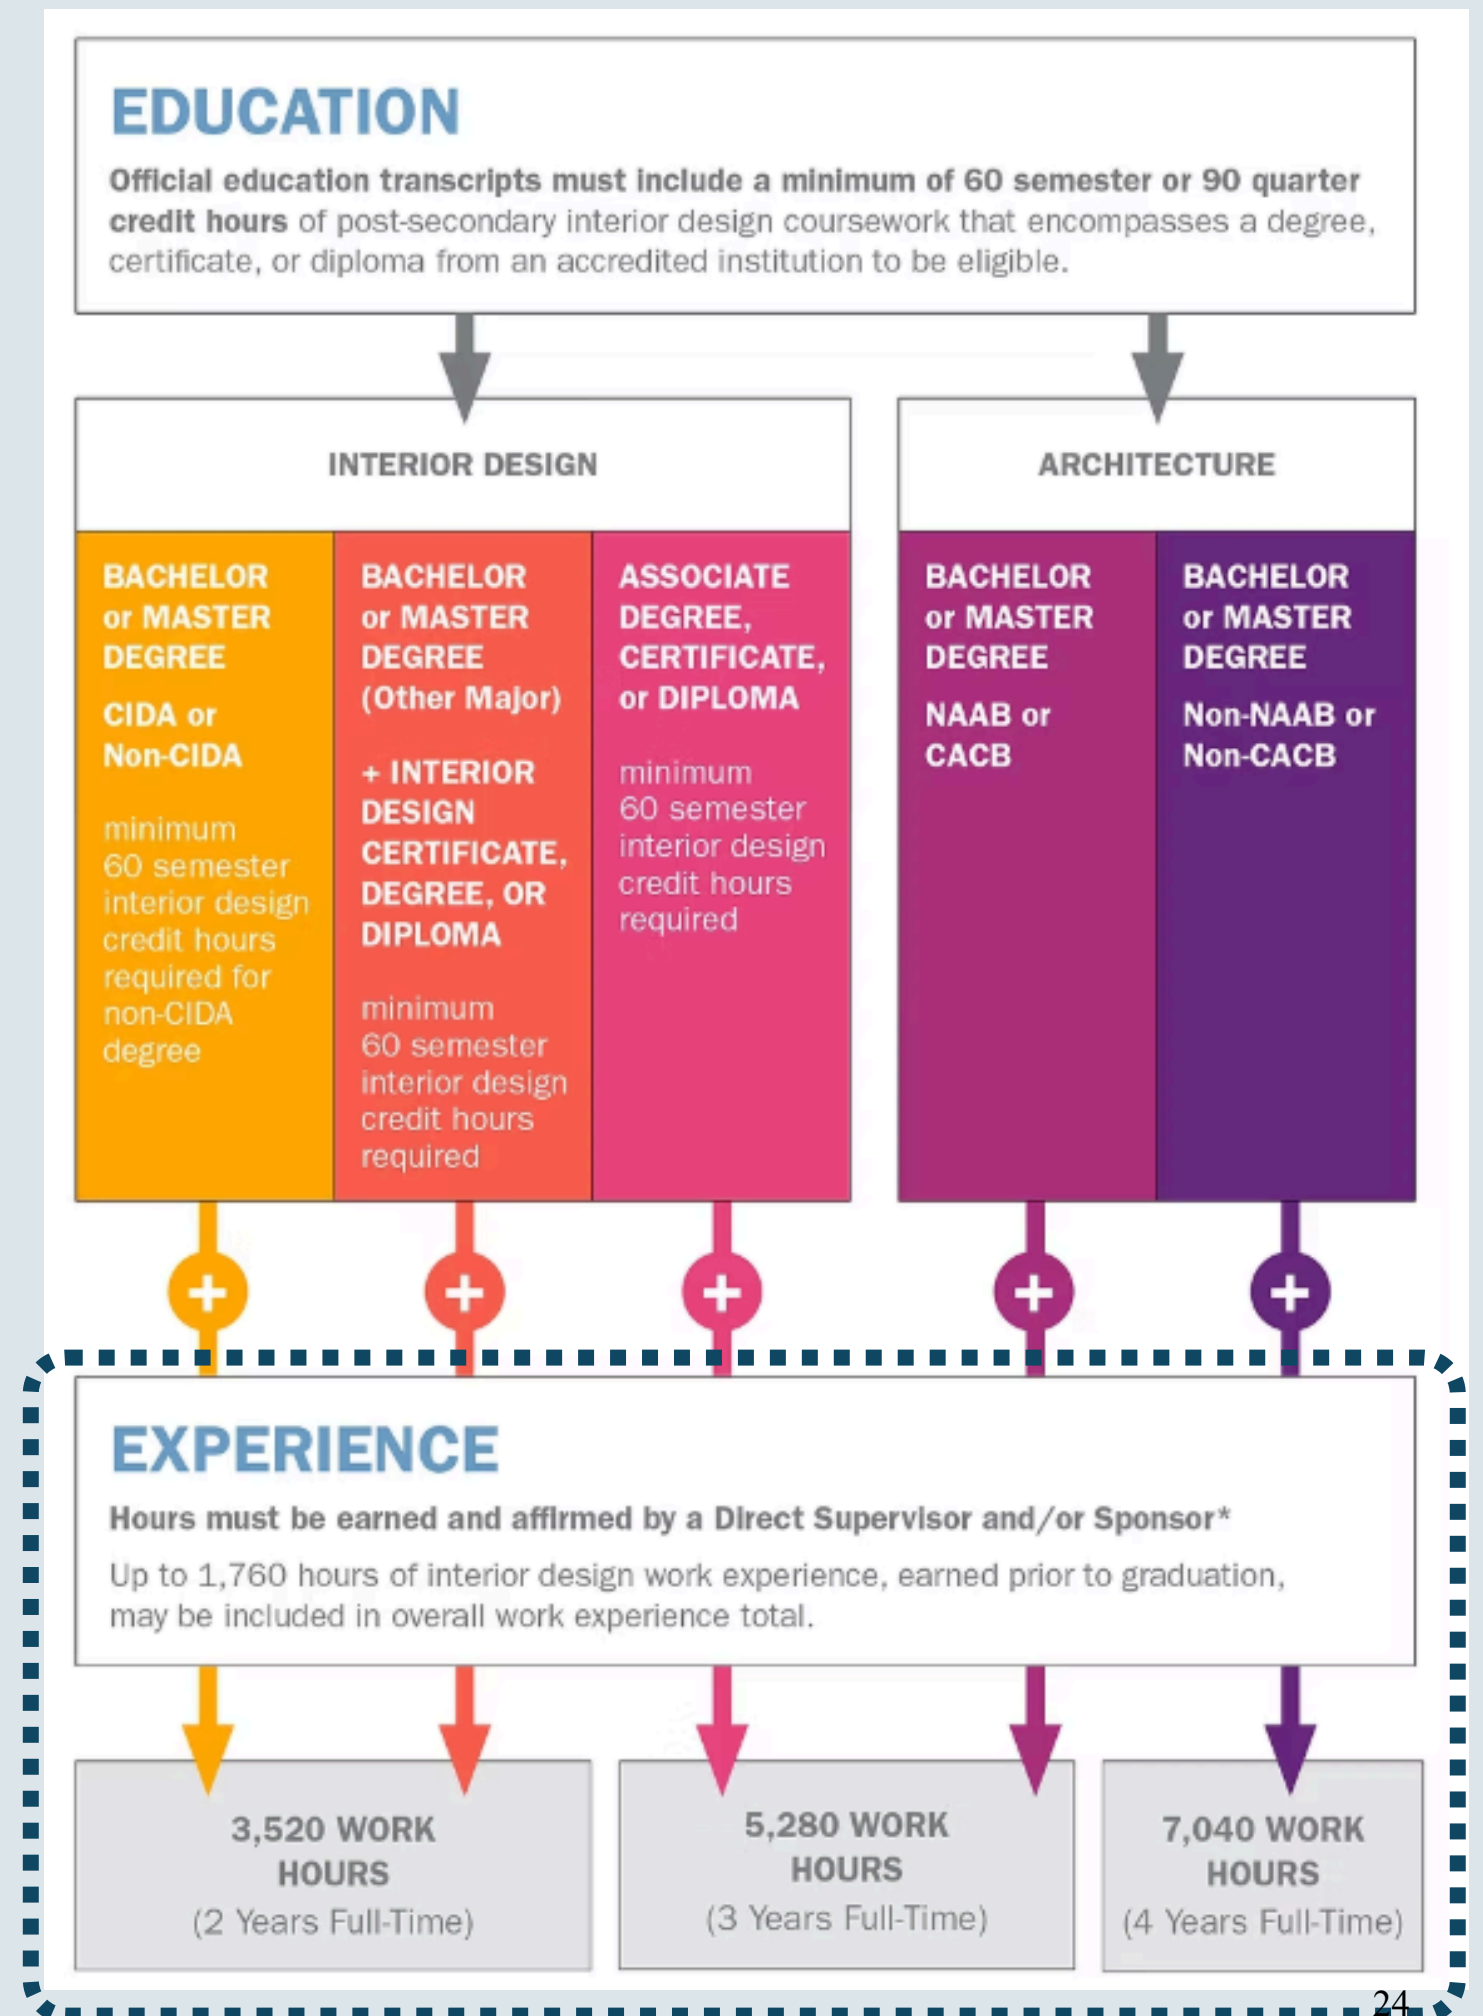 EDUCATION
Official education transcripts must include a minimum of 60 semester or 90 quarter
credit hours of post-secondary interior design coursework that encompasses a degree,
certificate, or diploma from an accredited institution to be eligible.
INTERIOR DESIGN
BACHELOR
or MASTER
DEGREE
CIDA or
Non-CIDA
minimum
60 semester
interior design
credit hours
required for
non-CIDA
degree
BACHELOR
or MASTER
DEGREE
(Other Major)
+ INTERIOR
DESIGN
CERTIFICATE,
DEGREE, OR
DIPLOMA
minimum
60 semester
interior design
credit hours
required
ASSOCIATE
DEGREE,
CERTIFICATE,
or DIPLOMA
minimum
60 semester
interior design
credit hours
required
ARCHITECTURE
BACHELOR
or MASTER
DEGREE
NAAB or
CACB
BACHELOR
or MASTER
DEGREE
Non-NAAB or
Non-CACB
+
+
+
+
+
EXPERIENCE
Hours must be earned and affirmed by a Direct Supervisor and/or Sponsor*
Up to 1,760 hours of interior design work experience, earned prior to graduation,
may be included in overall work experience total.
3,520 WORK
HOURS
(2 Years Full-Time)
5,280 WORK
HOURS
(3 Years Full-Time)
7,040 WORK
HOURS
(4 Years Full-Time)
24